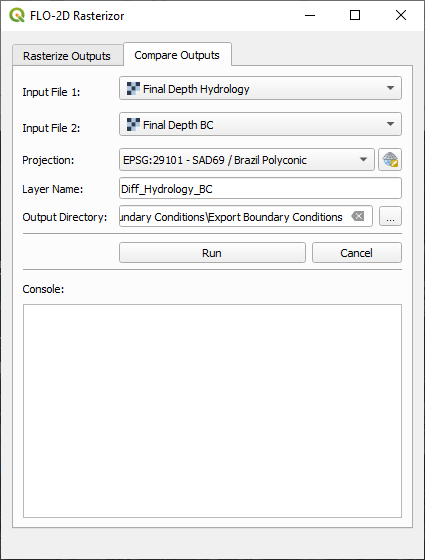 FLO-2D Rasterizor
Rasterize Outputs Compare Outputs
Input File 1: Final Depth Hydrology
Input File 2: Final Depth BC
Projection: EPSG:29101 - SAD69 / Brazil Polyconic
Layer Name: Diff_Hydrology_BC
Output Directory: undary Conditions\Export Boundary Conditions ...
Run Cancel
Console: